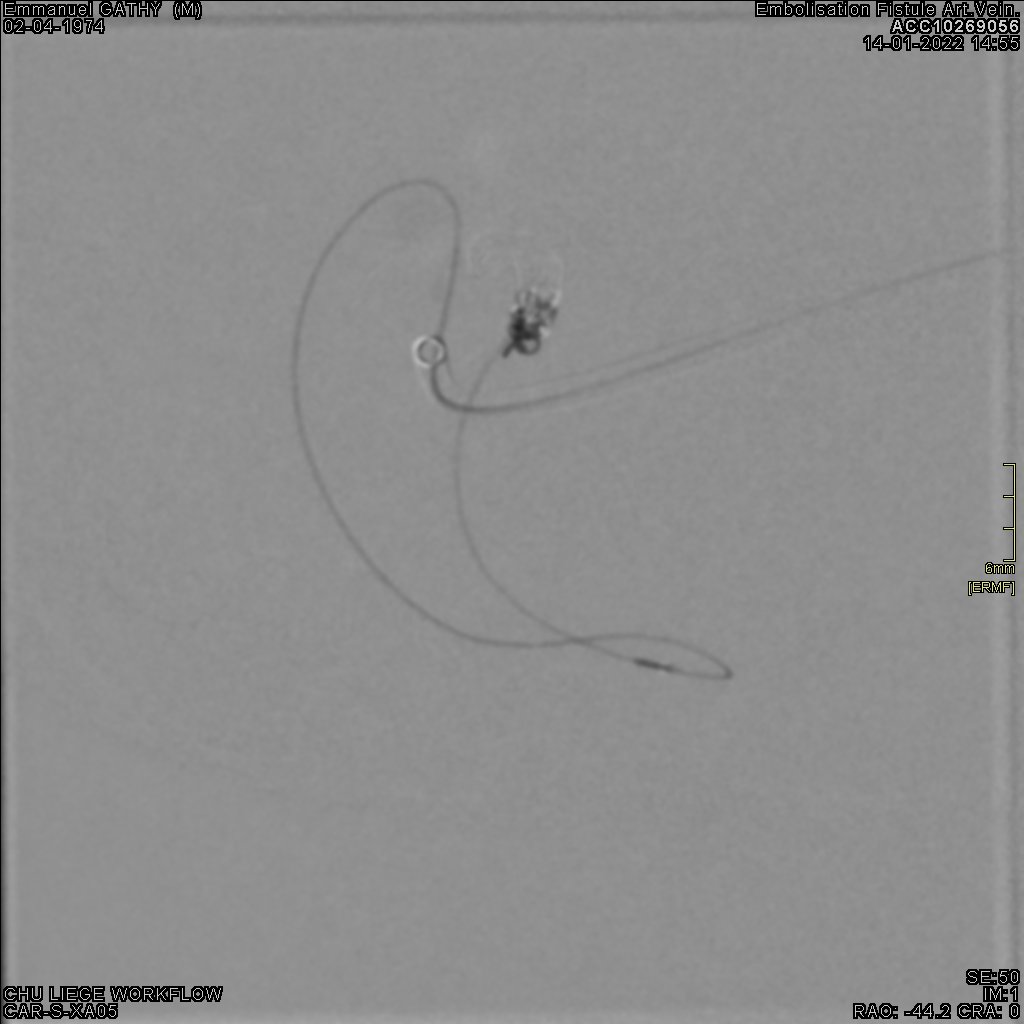 Emmanuel GATHY (M)
02-04-1974
Embolisation Fistule Art.Vein.
ACC10269056
14-01-2022 14:55
6mm
[ERMF]
CHU LIEGE WORKFLOW
CAR-S-XA05
SE:50
IM:1
RAO: -44.2 CRA: 0